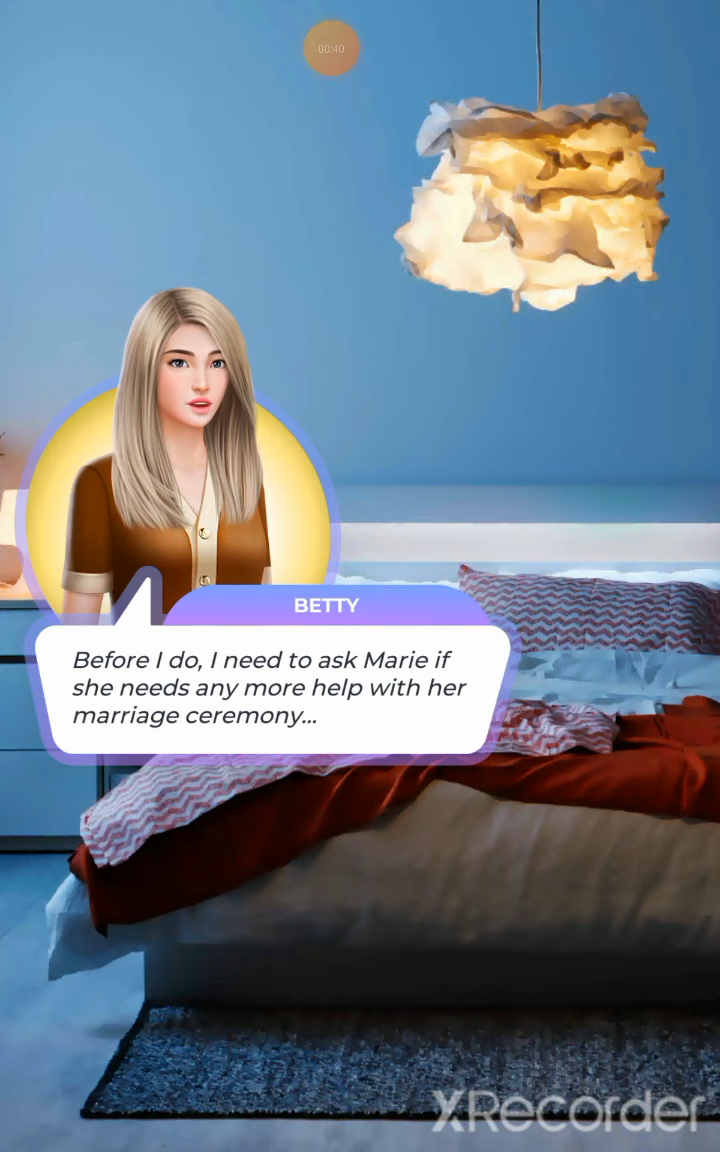 00:40
BETTY
Before I do, I need to ask Marie if
she needs any more help with her
marriage ceremony...
XRecorder